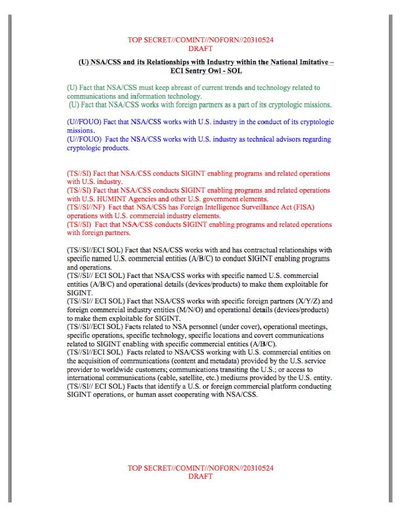 TOP SECRET//COMINT//NOFORN//20310524
DRAFT
(U) NSA/CSS and its Relationships with Industry within the National Imitative –
ECI Sentry Owl - SOL
(U) Fact that NSA/CSS must keep abreast of current trends and technology related to
communications and information technology.
(U) Fact that NSA/CSS works with foreign partners as a part of its cryptologic missions.
(U//FOUO) Fact that NSA/CSS works with U.S. industry in the conduct of its cryptologic
missions.
(U//FOUO) Fact the NSA/CSS works with U.S. industry as technical advisors regarding
cryptologic products.
(TS//SI) Fact that NSA/CSS conducts SIGINT enabling programs and related operations
with U.S. industry.
(TS//SI) Fact that NSA/CSS conducts SIGINT enabling programs and related operations
with U.S. HUMINT Agencies and other U.S. government elements.
(TS//SI//NF) Fact that NSA/CSS has Foreign Intelligence Surveillance Act (FISA)
operations with U.S. commercial industry elements.
(TS//SI) Fact that NSA/CSS conducts SIGINT enabling programs and related operations
with foreign partners.
(TS//SI//ECI SOL) Fact that NSA/CSS works with and has contractual relationships with
specific named U.S. commercial entities (A/B/C) to conduct SIGINT enabling programs
and operations.
(TS//SI// ECI SOL) Fact that NSA/CSS works with specific named U.S. commercial
entities (A/B/C) and operational details (devices/products) to make them exploitable for
SIGINT.
(TS//SI// ECI SOL) Fact that NSA/CSS works with specific foreign partners (X/Y/Z) and
foreign commercial industry entities (M/N/O) and operational details (devices/products)
to make them exploitable for SIGINT.
(TS//SI//ECI SOL) Facts related to NSA personnel (under cover), operational meetings,
specific operations, specific technology, specific locations and covert communications
related to SIGINT enabling with specific commercial entities (A/B/C).
(TS//SI//ECI SOL) Facts related to NSA/CSS working with U.S. commercial entities on
the acquisition of communications (content and metadata) provided by the U.S. service
provider to worldwide customers; communications transiting the U.S.; or access to
international communications (cable, satellite, etc.) mediums provided by the U.S. entity.
(TS//SI// ECI SOL) Facts that identify a U.S. or foreign commercial platform conducting
SIGINT operations, or human asset cooperating with NSA/CSS.
TOP SECRET//COMINT//NOFORN//20310524
DRAFT